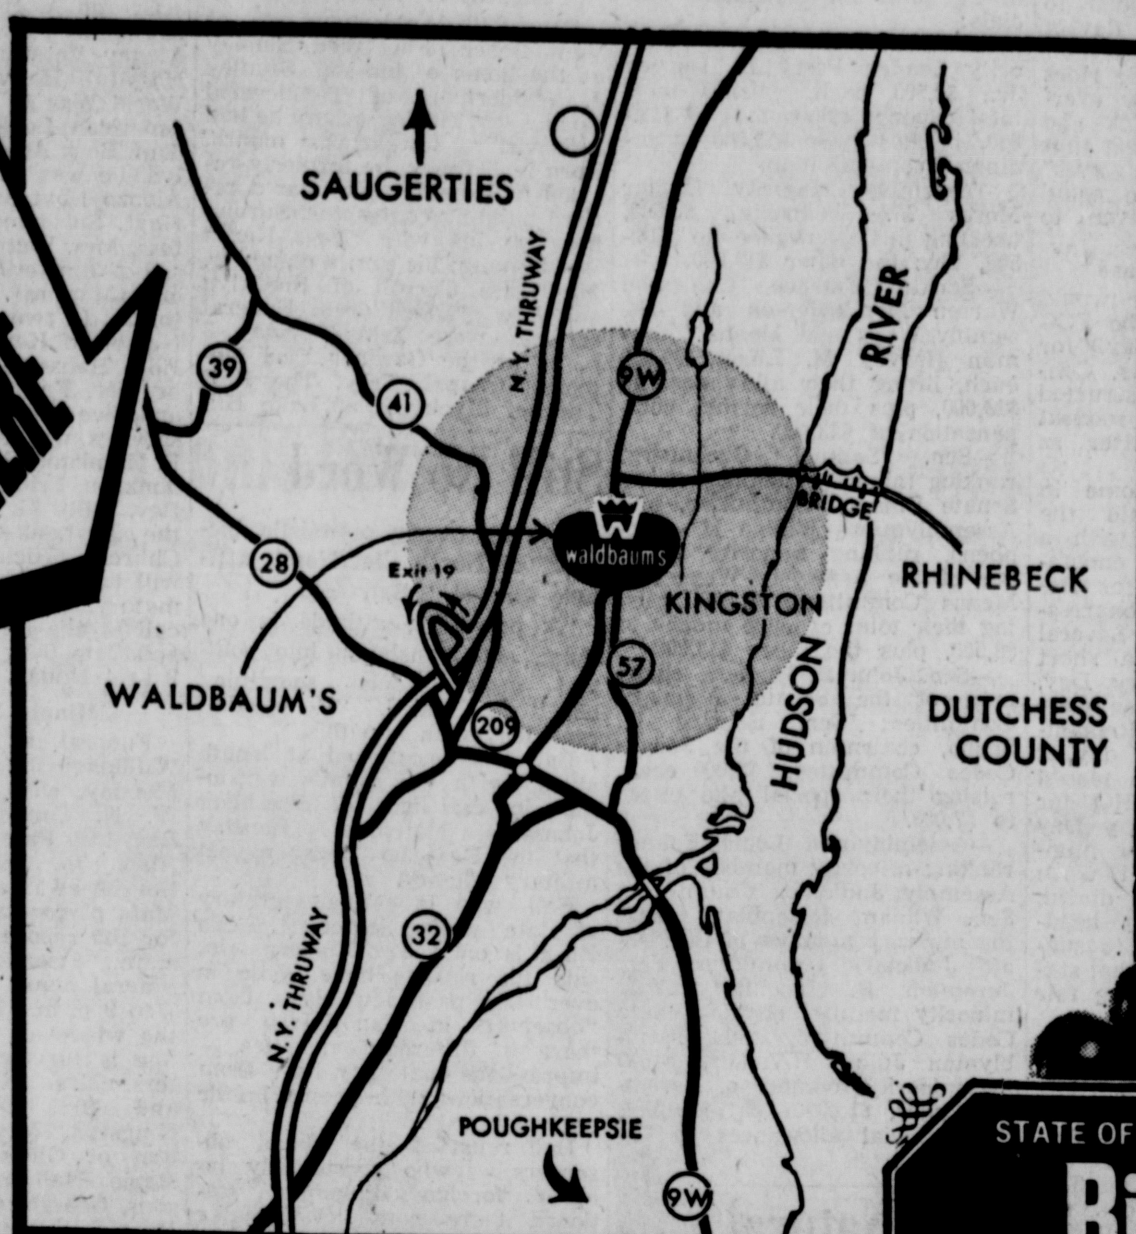 SAUGERTIES
N.Y. THRUWAY
RIVER
9W
39
41
BRIDGE
waldbaums
28
Exit 19
RHINEBECK
KINGSTON
57
WALDBAUM'S
HUDSON
209
DUTCHESS
COUNTY
32
N.Y. THRUWAY
POUGHKEEPSIE
STATE OF
9W